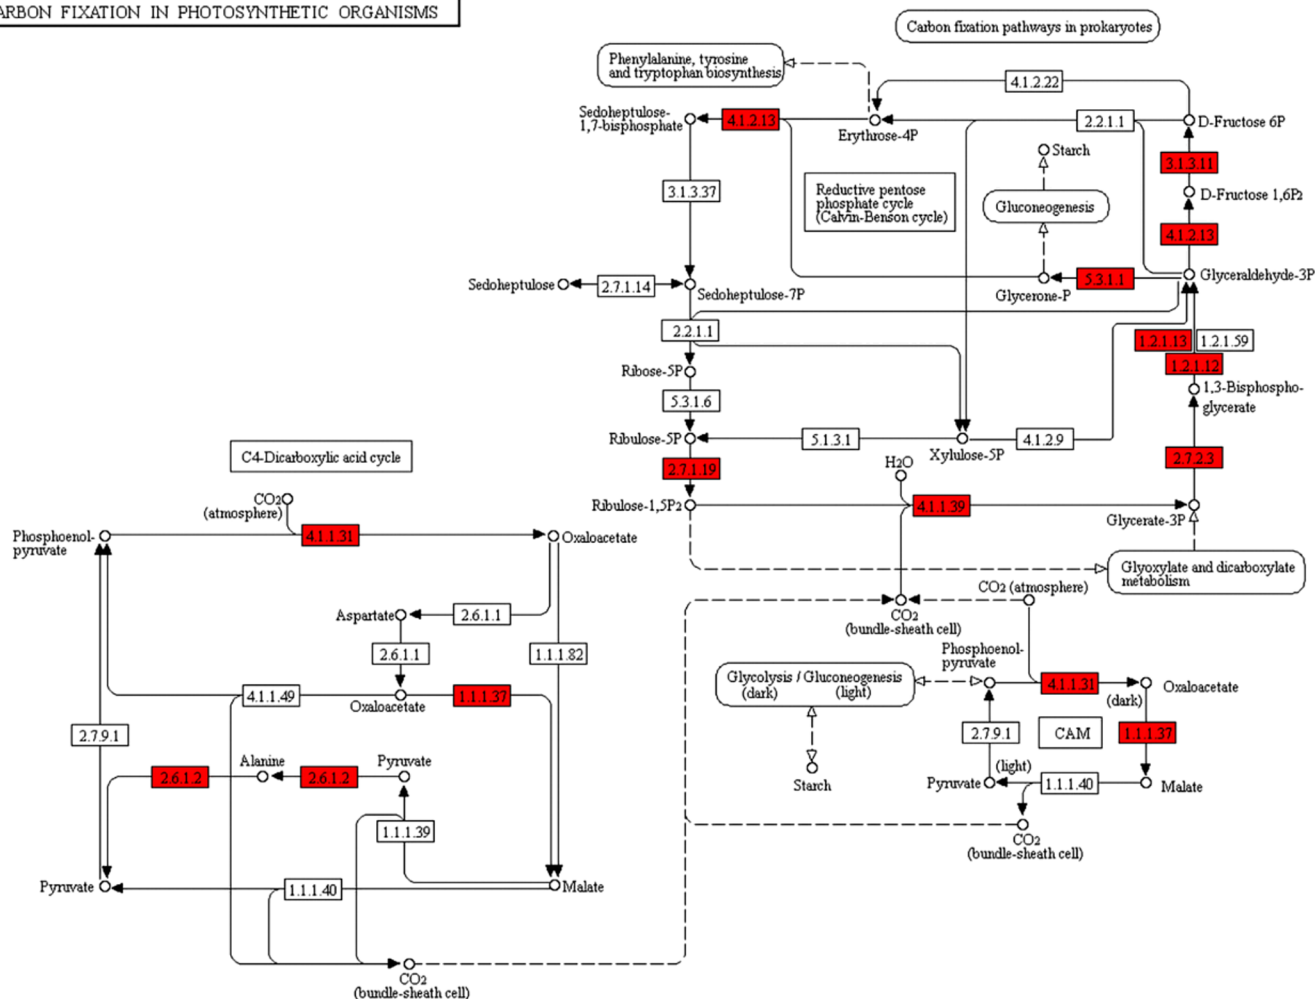 ARBON FIXATION IN PHOTOSYNTHETIC ORGANISMS
Carbon fixation pathways in prokaryotes
Phenylalanine, tyrosine
and tryptophan biosynthesis
4.1.2.22
Sedoheptulose-
1,7-bisphosphate
4.1.2.13
Erythrose-4P
2.2.1.1
D-Fructose 6P
Starch
3.1.3.11
3.1.3.37
Reductive pentose
phosphate cycle
(Calvin-Benson cycle)
Gluconeogenesis
D-Fructose 1,6P2
4.1.2.13
Sedoheptulose
2.7.1.14
Sedoheptulose-7P
Glycerone-P
5.3.1.1
Glyceraldehyde-3P
2.2.1.1
1.2.1.13
1.2.1.59
1.2.1.12
Ribose-5P
1,3-Bisphospho-
glycerate
5.3.1.6
Ribulose-5P
5.1.3.1
Xylulose-5P
4.1.2.9
2.7.1.19
2.7.2.3
H2O
Ribulose-1,5P2
4.1.1.39
Glycerate-3P
Glyoxylate and dicarboxylate
metabolism
C4-Dicarboxylic acid cycle
CO2
(atmosphere)
Phosphoenol-
pyruvate
4.1.1.31
Oxaloacetate
Aspartate
2.6.1.1
2.6.1.1
1.1.1.82
4.1.1.49
Oxaloacetate
1.1.1.37
2.7.9.1
Alanine
Pyruvate
2.6.1.2
2.6.1.2
1.1.1.39
Pyruvate
1.1.1.40
Malate
CO2
(bundle-sheath cell)
CO2 (atmosphere)
CO2
(bundle-sheath cell)
Phosphoenol-
pyruvate
Glycolysis / Gluconeogenesis
(dark) (light)
4.1.1.31
(dark)
Oxaloacetate
2.7.9.1
CAM
1.1.1.37
Starch
(light)
Pyruvate
1.1.1.40
Malate
CO2
(bundle-sheath cell)